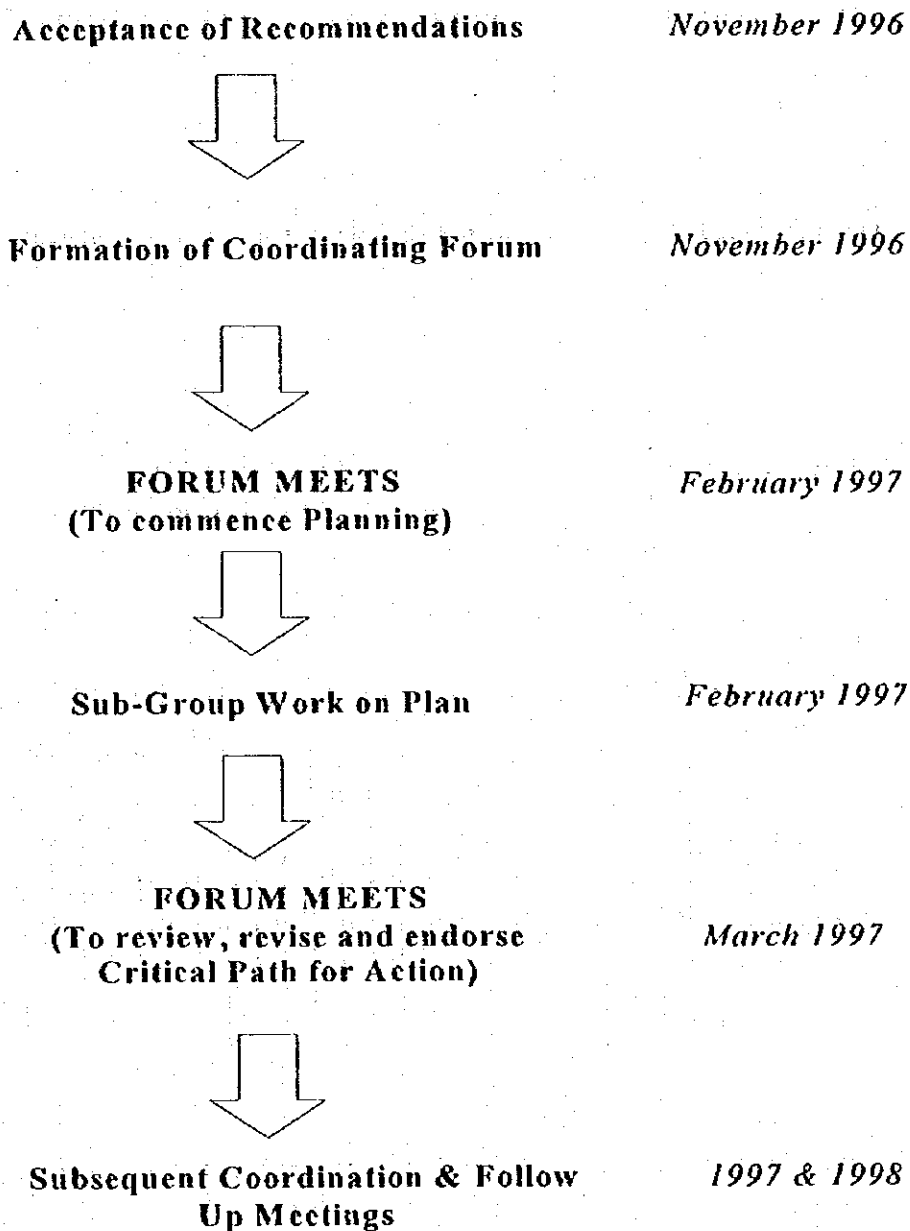 Acceptance of Recommendations November 1996
Formation of Coordinating Forum November 1996
FORUM MEETS February 1997
(To commence Planning)
Sub-Group Work on Plan February 1997
FORUM MEETS
(To review, revise and endorse March 1997
Critical Path for Action)
Subsequent Coordination & Follow 1997 & 1998
Up Meetings